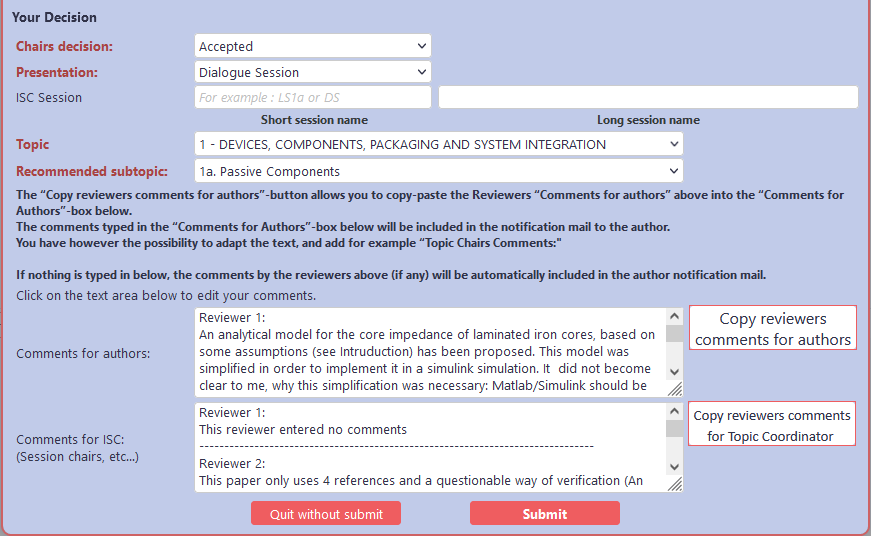 Your Decision
Chairs decision: Accepted
Presentation: Dialogue Session
ISC Session For example : LS1a or DS
Short session name Long session name
Topic 1 - DEVICES, COMPONENTS, PACKAGING AND SYSTEM INTEGRATION
Recommended subtopic: 1a. Passive Components
The “Copy reviewers comments for authors”-button allows you to copy-paste the Reviewers “Comments for authors” above into the “Comments for
Authors”-box below.
The comments typed in the “Comments for Authors”-box below will be included in the notification mail to the author.
You have however the possibility to adapt the text, and add for example “Topic Chairs Comments:"
If nothing is typed in below, the comments by the reviewers above (if any) will be automatically included in the author notification mail.
Click on the text area below to edit your comments.
Comments for authors:
Reviewer 1:
An analytical model for the core impedance of laminated iron cores, based on
some assumptions (see Intruduction) has been proposed. This model was
simplified in order to implement it in a simulink simulation. It  did not become
clear to me, why this simplification was necessary: Matlab/Simulink should be
Copy reviewers
comments for authors
Comments for ISC:
(Session chairs, etc...)
Reviewer 1:
This reviewer entered no comments
-------------------------------------------------------------------------------
Reviewer 2:
This paper only uses 4 references and a questionable way of verification (An
Copy reviewers comments
for Topic Coordinator
Quit without submit Submit